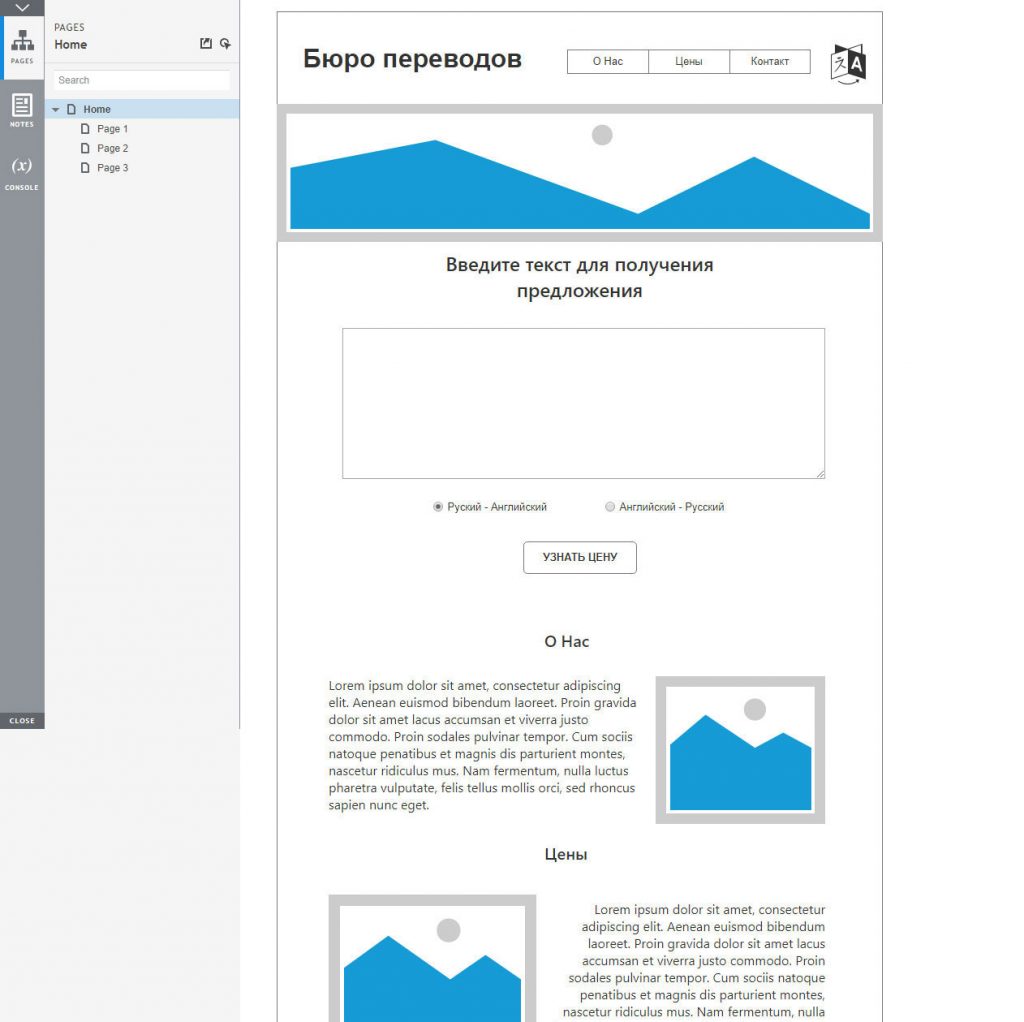 PAGES
Home
Search
Home
Page 1
Page 2
Page 3
PAGES
NOTES
(x)
CONSOLE
CLOSE
Бюро переводов
О Нас
Цены
Контакт
A
Введите текст для получения
предложения
Руский - Английский
Английский - Русский
УЗНАТЬ ЦЕНУ
О Нас
Lorem ipsum dolor sit amet, consectetur adipiscing
elit. Aenean euismod bibendum laoreet. Proin gravida
dolor sit amet lacus accumsan et viverra justo
commodo. Proin sodales pulvinar tempor. Cum sociis
natoque penatibus et magnis dis parturient montes,
nascetur ridiculus mus. Nam fermentum, nulla luctus
pharetra vulputate, felis tellus mollis orci, sed rhoncus
sapien nunc eget.
Цены
Lorem ipsum dolor sit amet, consectetur
adipiscing elit. Aenean euismod bibendum
laoreet. Proin gravida dolor sit amet lacus
accumsan et viverra justo commodo. Proin
sodales pulvinar tempor. Cum sociis natoque
penatibus et magnis dis parturient montes,
nascetur ridiculus mus. Nam fermentum, nulla